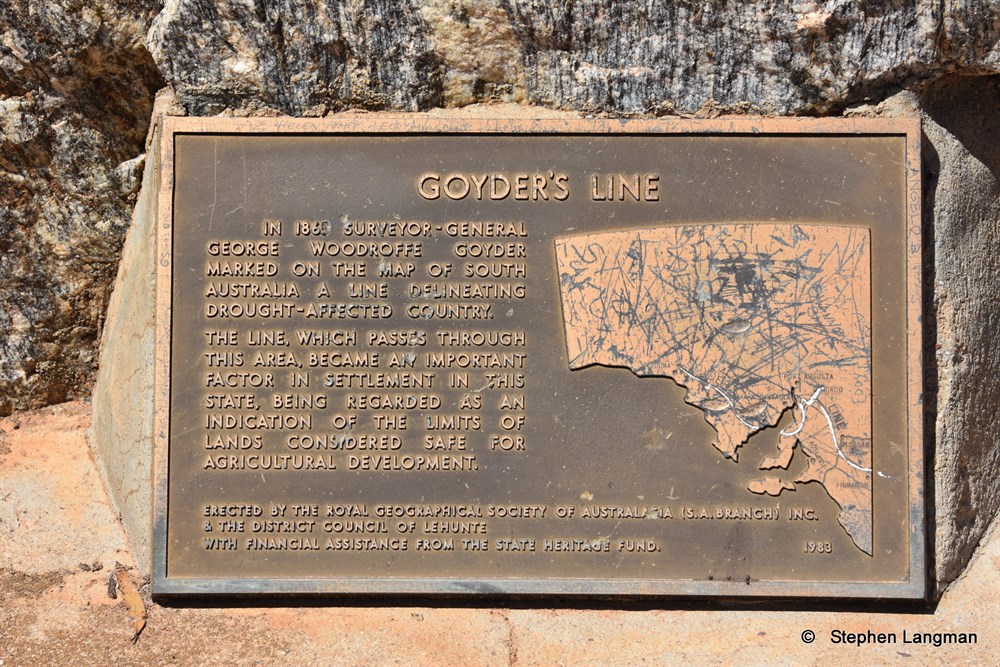 GOYDER'S LINE
IN 1865 SURVEYOR-GENERAL
GEORGE WOODROFFE GOYDER
MARKED ON THE MAP OF SOUTH
AUSTRALIA A LINE DELINEATING
DROUGHT-AFFECTED COUNTRY.
THE LINE, WHICH PASSES THROUGH
THIS AREA, BECAME AN IMPORTANT
FACTOR IN SETTLEMENT IN THIS
STATE, BEING REGARDED AS AN
INDICATION OF THE LIMITS OF
LANDS CONSIDERED SAFE FOR
AGRICULTURAL DEVELOPMENT.
ERECTED BY THE ROYAL GEOGRAPHICAL SOCIETY OF AUSTRALASIA (S.A. BRANCH) INC.
& THE DISTRICT COUNCIL OF LEHUNTE
WITH FINANCIAL ASSISTANCE FROM THE STATE HERITAGE FUND.
1983
AUGUSTA
LINE
© Stephen Langman